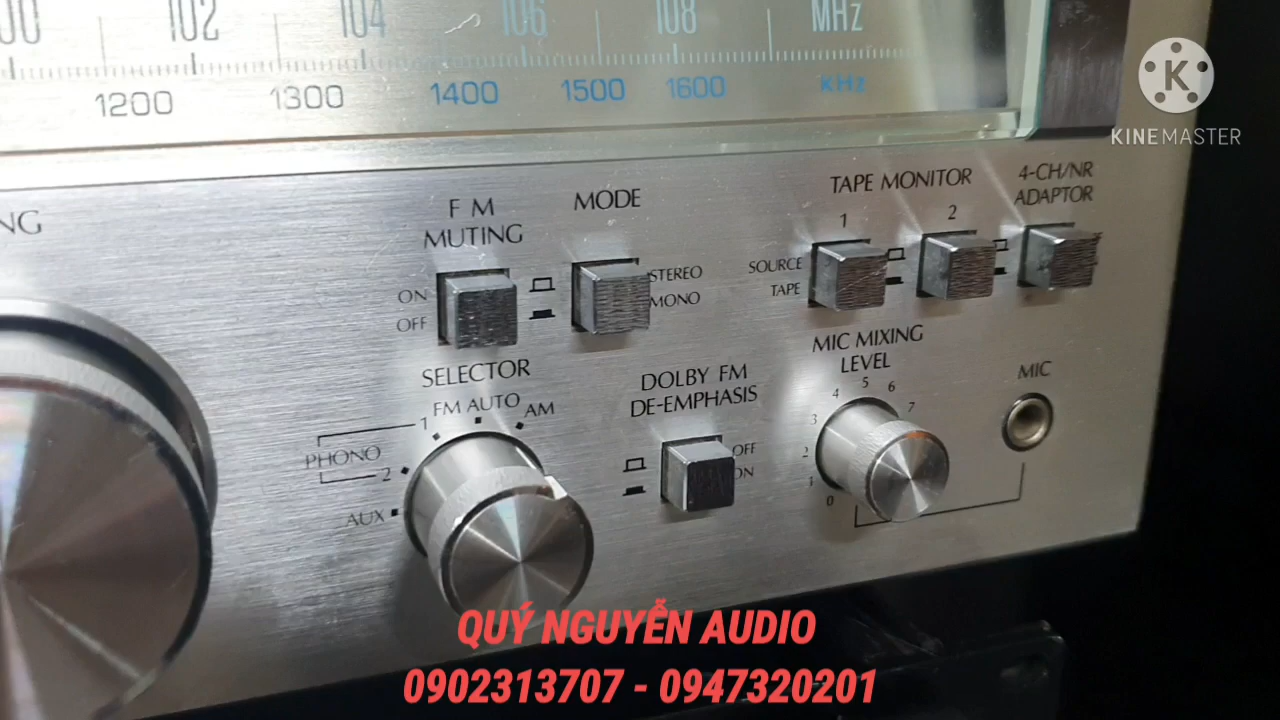 102 104 106 108 MHz
1200 1300 1400 1500 1600 KHz
KINEMASTER
FM
MUTING
ON
OFF
MODE
STEREO
MONO
TAPE MONITOR
1 2
SOURCE
TAPE
4-CH/NR
ADAPTOR
SELECTOR
FM AUTO AM
PHONO
1
2
AUX
DOLBY FM
DE-EMPHASIS
OFF
ON
MIC MIXING
LEVEL
0 1 2 3 4 5 6 7
MIC
QUÝ NGUYỄN AUDIO
0902313707 - 0947320201